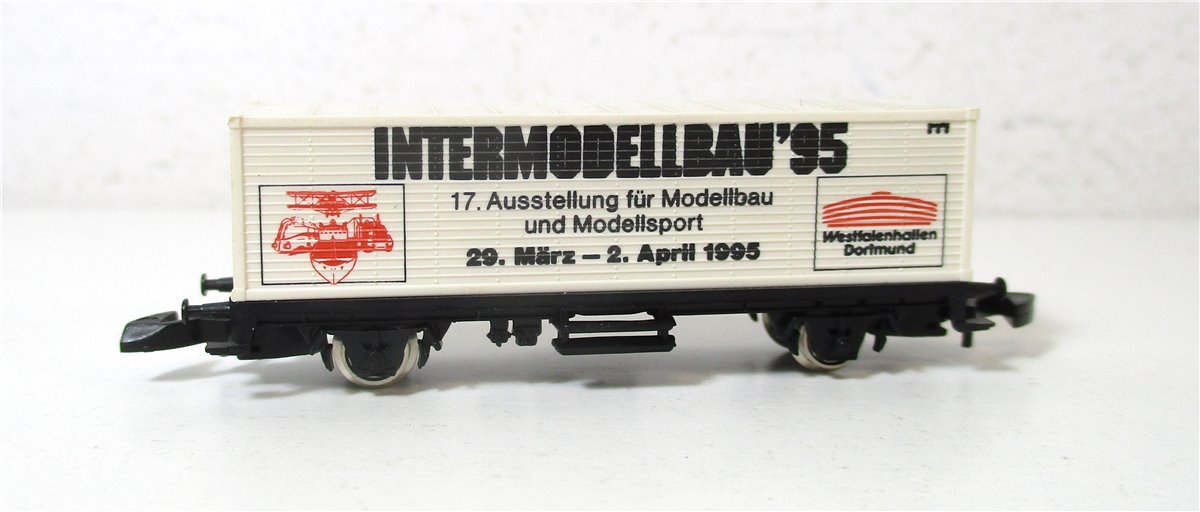 INTERMODELLBAU'95
17. Ausstellung für Modellbau
und Modellsport
29. März – 2. April 1995
Westfalenhallen
Dortmund